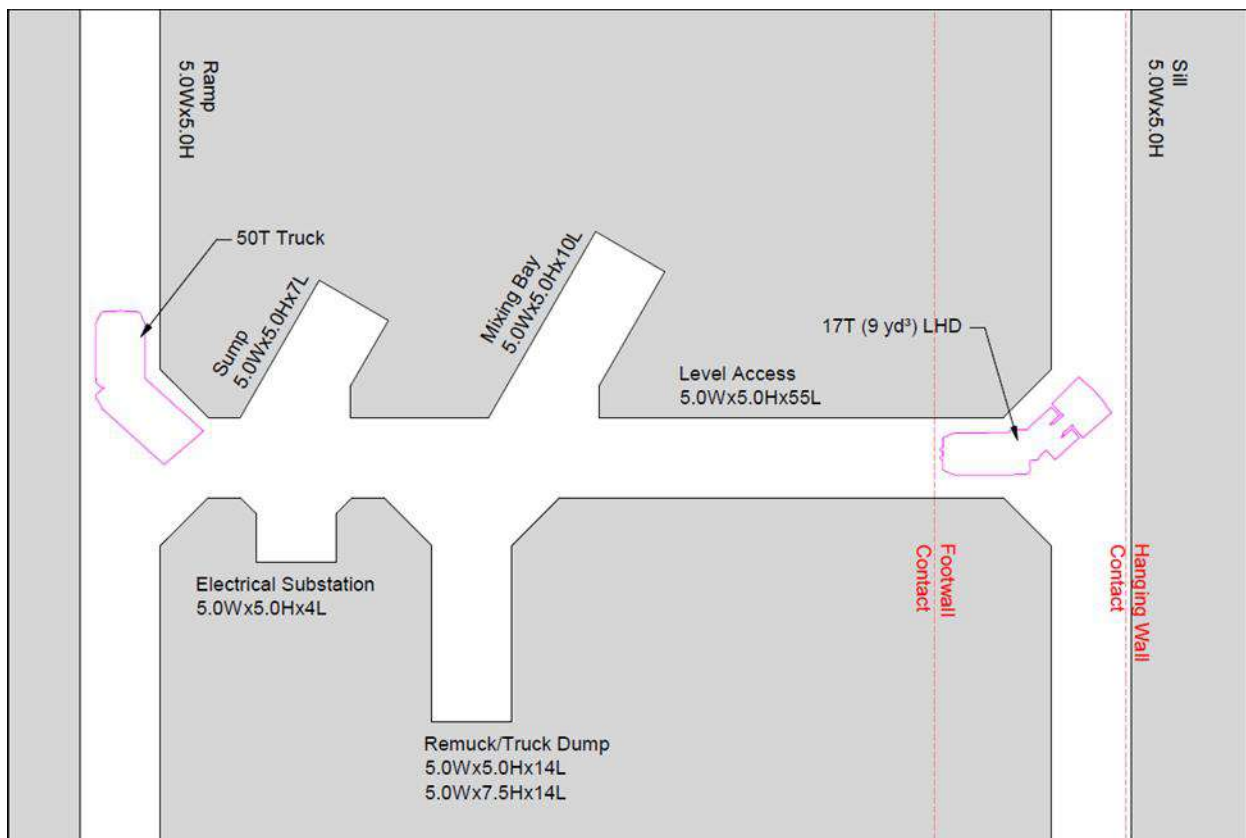 Ramp
5.0Wx5.0H
Sill
5.0Wx5.0H
50T Truck
Sump
5.0Wx5.0Hx7L
Mixing Bay
5.0Wx5.0Hx10L
17T (9 yd³) LHD
Level Access
5.0Wx5.0Hx55L
Footwall
Contact
Hanging Wall
Contact
Electrical Substation
5.0Wx5.0Hx4L
Remuck/Truck Dump
5.0Wx5.0Hx14L
5.0Wx7.5Hx14L